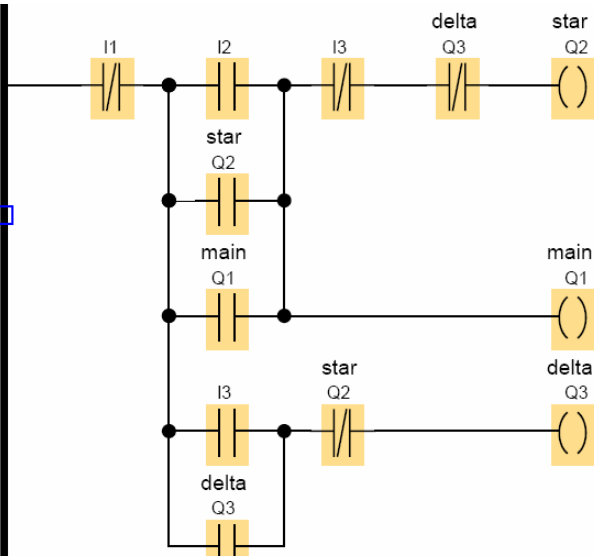 delta star
I1 I2 I3 Q3 Q2
star
Q2
main main
Q1 Q1
star delta
I3 Q2 Q3
delta
Q3